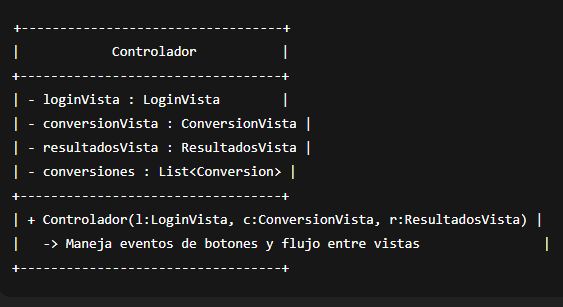 +--------------------------------+
|           Controlador          |
+--------------------------------+
| - loginVista : LoginVista       |
| - conversionVista : ConversionVista |
| - resultadosVista : ResultadosVista |
| - conversiones : List<Conversion> |
+--------------------------------+
| + Controlador(l:LoginVista, c:ConversionVista, r:ResultadosVista) |
|   -> Maneja eventos de botones y flujo entre vistas               |
+--------------------------------+